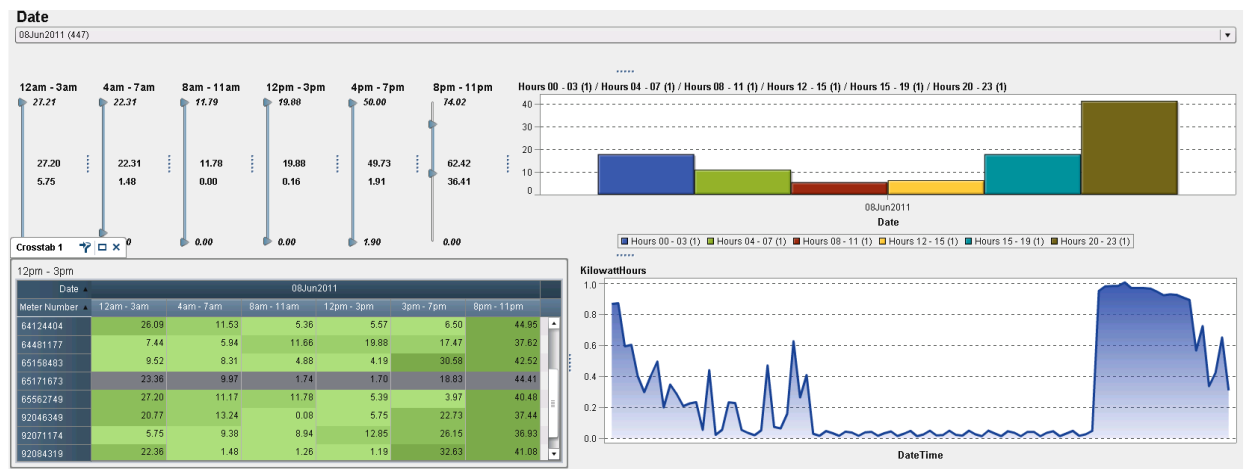 Date
08Jun2011 (447)
12am - 3am 4am - 7am 8am - 11am 12pm - 3pm 4pm - 7pm 8pm - 11pm
27.21 22.31 11.79 19.88 50.00 74.02
27.20 22.31 11.78 19.88 49.73 62.42
5.75 1.48 0.00 0.16 1.91 36.41
0 0.00 0.00 1.90 0.00
Hours 00 - 03 (1) / Hours 04 - 07 (1) / Hours 08 - 11 (1) / Hours 12 - 15 (1) / Hours 15 - 19 (1) / Hours 20 - 23 (1)
40
30
20
10
0
08Jun2011
Date
Hours 00 - 03 (1) Hours 04 - 07 (1) Hours 08 - 11 (1) Hours 12 - 15 (1) Hours 15 - 19 (1) Hours 20 - 23 (1)
Crosstab 1
12pm - 3pm
Date 08Jun2011
Meter Number 12am - 3am 4am - 7am 8am - 11am 12pm - 3pm 3pm - 7pm 8pm - 11pm
64124404 26.09 11.53 5.36 5.57 6.50 44.95
64481177 7.44 5.94 11.66 19.88 17.47 37.62
65158483 9.52 8.31 4.88 4.19 30.58 42.52
65171673 23.36 9.97 1.74 1.70 18.83 44.41
65562749 27.20 11.17 11.78 5.39 3.97 40.48
92046349 20.77 13.24 0.08 5.75 22.73 37.44
92071174 5.75 9.38 8.94 12.85 26.15 36.93
92084319 22.36 1.48 1.26 1.19 32.63 41.08
KilowattHours
1.0
0.8
0.6
0.4
0.2
0.0
DateTime